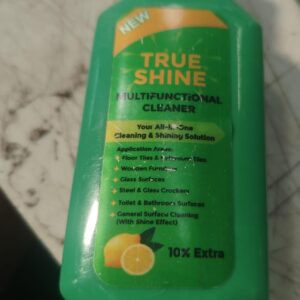 NEW
TRUE
SHINE
MULTIFUNCTIONAL
CLEANER
Your All-In-One
Cleaning & Shining Solution
Application Areas:
Floor Tiles & Bathroom Tiles
Wooden Furniture
Glass Surfaces
Steel & Glass Crockery
Toilet & Bathroom Surfaces
General Surface Cleaning
(With Shine Effect)
10% Extra